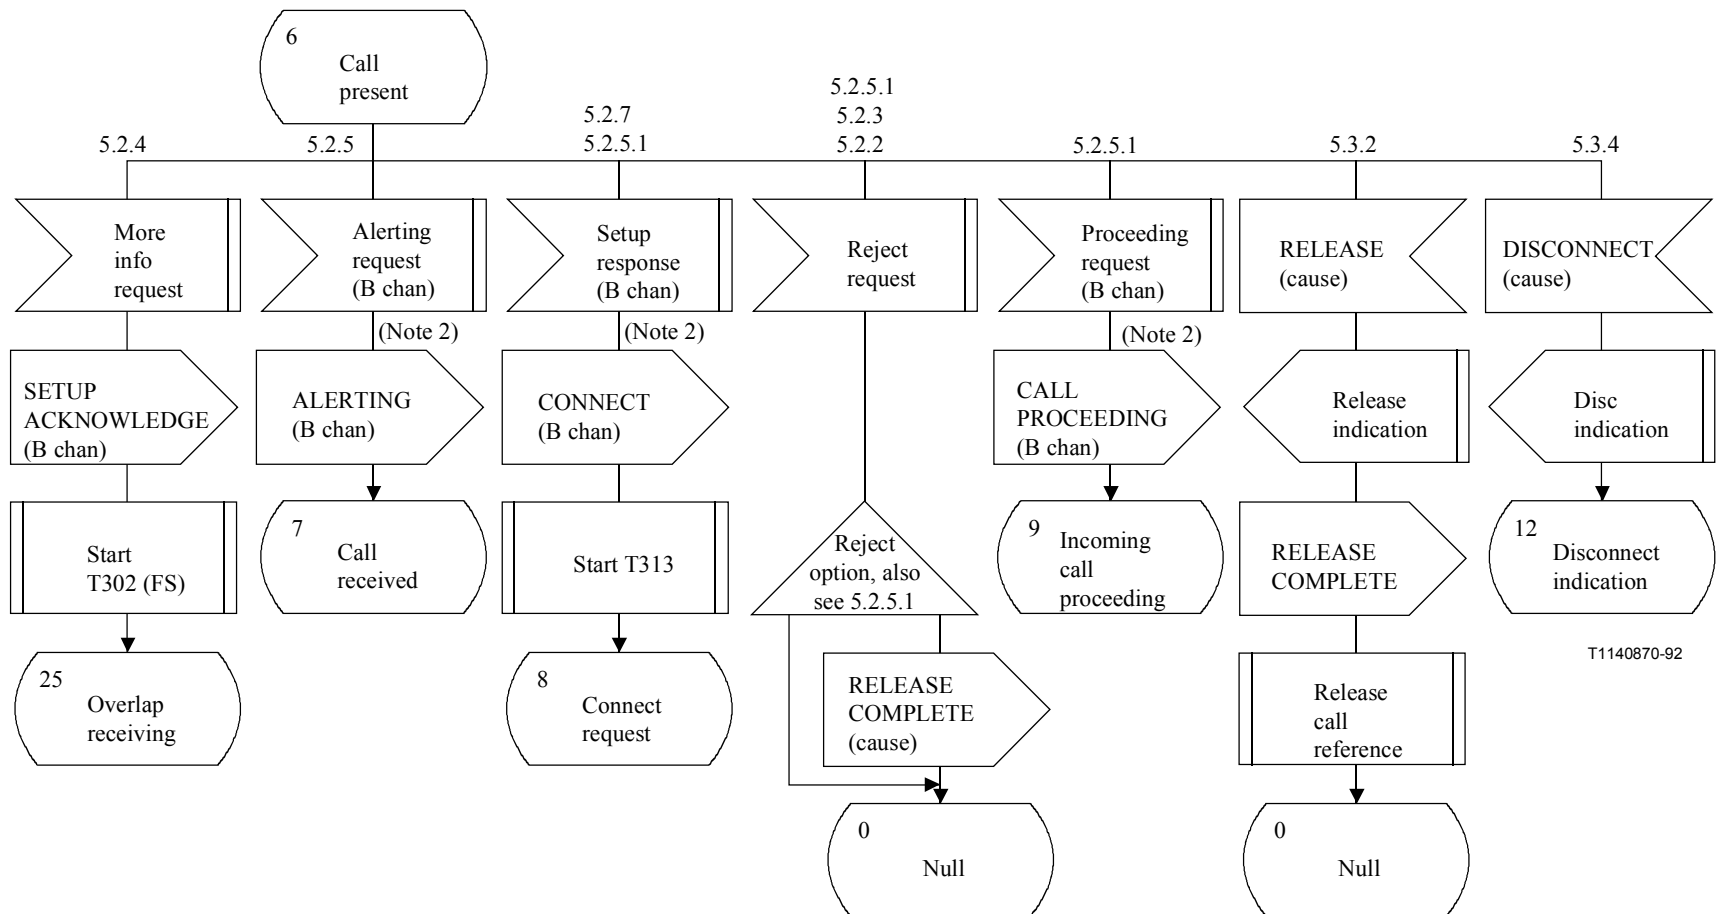 6
Call
present
5.2.4
5.2.5
5.2.7
5.2.5.1
5.2.5.1
5.2.3
5.2.2
5.2.5.1
5.3.2
5.3.4
More
info
request
Alerting
request
(B chan)
Setup
response
(B chan)
Reject
request
Proceeding
request
(B chan)
RELEASE
(cause)
DISCONNECT
(cause)
(Note 2)
(Note 2)
(Note 2)
SETUP
ACKNOWLEDGE
(B chan)
ALERTING
(B chan)
CONNECT
(B chan)
CALL
PROCEEDING
(B chan)
Release
indication
Disc
indication
Start
T302 (FS)
7
Call
received
Start T313
Reject
option, also
see 5.2.5.1
9
Incoming
call
proceeding
RELEASE
COMPLETE
12
Disconnect
indication
T1140870-92
25
Overlap
receiving
8
Connect
request
RELEASE
COMPLETE
(cause)
Release
call
reference
0
Null
0
Null